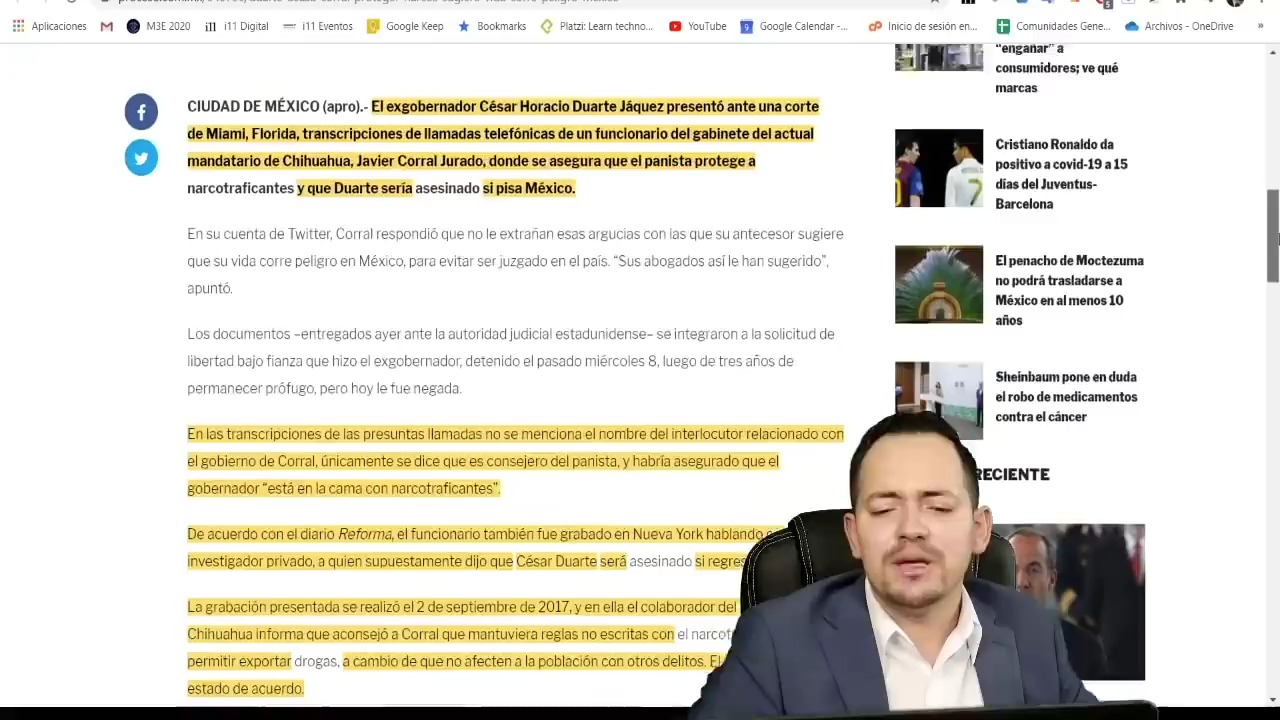 Aplicaciones M3E 2020 i11 Digital i11 Eventos Google Keep Bookmarks Platzi: Learn techno... YouTube Google Calendar -... Inicio de sesión en... Comunidades Gene... Archivos - OneDrive »
CIUDAD DE MÉXICO (apro).- El exgobernador César Horacio Duarte Jáquez presentó ante una corte
de Miami, Florida, transcripciones de llamadas telefónicas de un funcionario del gabinete del actual
mandatario de Chihuahua, Javier Corral Jurado, donde se asegura que el panista protege a
narcotraficantes y que Duarte sería asesinado si pisa México.
En su cuenta de Twitter, Corral respondió que no le extrañan esas argucias con las que su antecesor sugiere
que su vida corre peligro en México, para evitar ser juzgado en el país. “Sus abogados así le han sugerido”,
apuntó.
Los documentos –entregados ayer ante la autoridad judicial estadunidense– se integraron a la solicitud de
libertad bajo fianza que hizo el exgobernador, detenido el pasado miércoles 8, luego de tres años de
permanecer prófugo, pero hoy le fue negada.
En las transcripciones de las presuntas llamadas no se menciona el nombre del interlocutor relacionado con
el gobierno de Corral, únicamente se dice que es consejero del panista, y habría asegurado que el
gobernador “está en la cama con narcotraficantes”.
De acuerdo con el diario Reforma, el funcionario también fue grabado en Nueva York hablando
investigador privado, a quien supuestamente dijo que César Duarte será asesinado si
La grabación presentada se realizó el 2 de septiembre de 2017, y en ella el colaborador del
Chihuahua informa que aconsejó a Corral que mantuviera reglas no escritas con el
permitir exportar drogas, a cambio de que no afecten a la población con otros delitos.
estado de acuerdo.
“engañar” a
consumidores; ve qué
marcas
Cristiano Ronaldo da
positivo a covid-19 a 15
días del Juventus-
Barcelona
El penacho de Moctezuma
no podrá trasladarse a
México en al menos 10
años
Sheinbaum pone en duda
el robo de medicamentos
contra el cáncer
RECIENTE